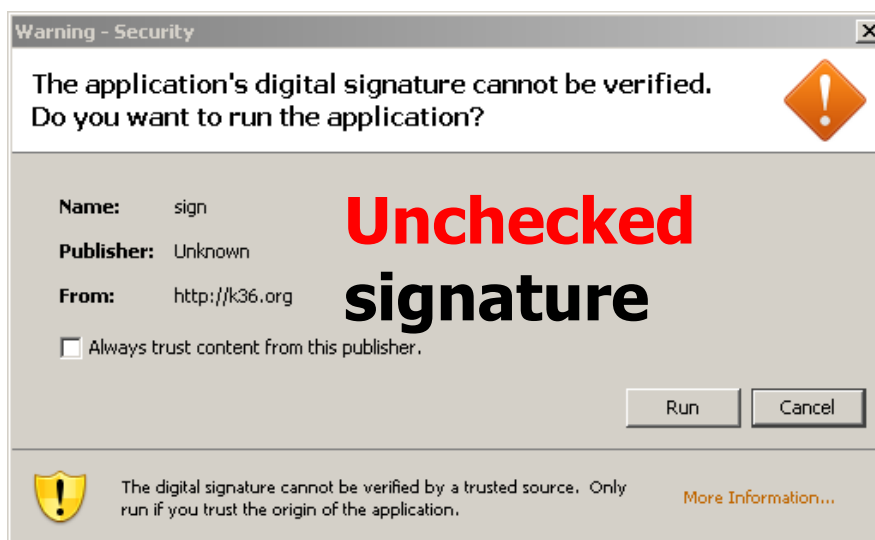 Warning - Security
The application's digital signature cannot be verified.
Do you want to run the application?
Name: sign
Publisher: Unknown
From: http://k36.org
Unchecked
signature
Always trust content from this publisher.
Run Cancel
The digital signature cannot be verified by a trusted source. Only
run if you trust the origin of the application.
More Information...